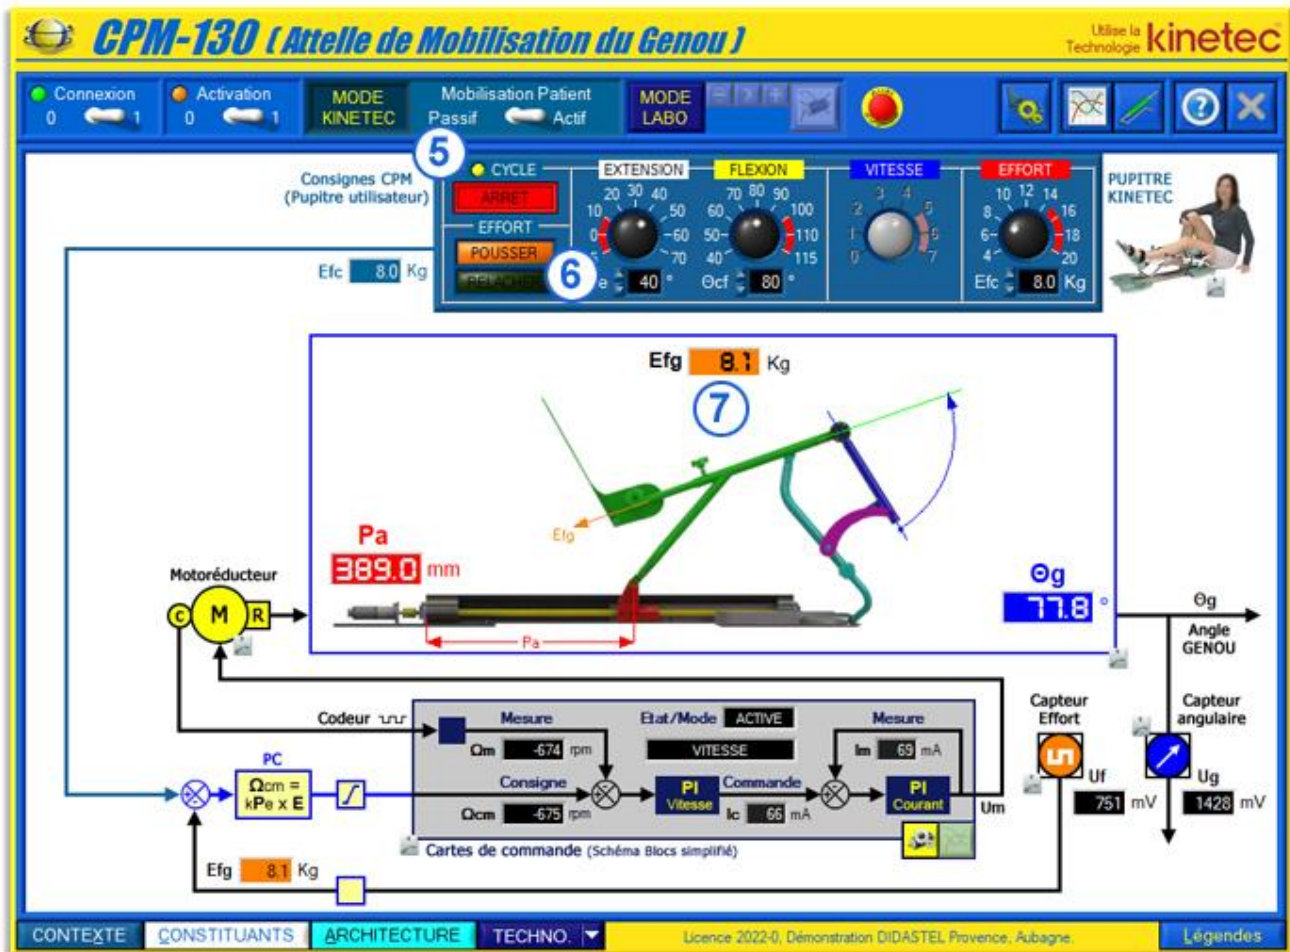 CPM-130 ( Attelle de Mobilisation du Genou )
Utilise la Technologie kinetec
Connexion
0 1
Activation
0 1
MODE KINETEC
Mobilisation Patient
Passif Actif
MODE LABO
5
Consignes CPM
(Pupitre utilisateur)
CYCLE
ARRET
EFFORT
POUSSER
6
EXTENSION
10 20 30 40 50 60 70
0
e 40 °
FLEXION
40 50 60 70 80 90 100 110 115
Θcf 80 °
VITESSE
0 1 2 3 4 5 6 7
EFFORT
4 6 8 10 12 14 16 18 20
Efc 8.0 Kg
PUPITRE
KINETEC
Efc 8.0 Kg
Efg 8.1 Kg
7
Efg
Pa
389.0 mm
Pa
Θg
77.8 °
Motoréducteur
C M R
Θg
Angle
GENOU
Codeur
Mesure
Ωm -674 rpm
Etat/Mode ACTIVE
VITESSE
Mesure
Im 69 mA
Capteur
Effort
Capteur
angulaire
PC
Ωcm =
kPe x E
Consigne
Ωcm -675 rpm
PI
Vitesse
Commande
Ic 66 mA
PI
Courant
Um
Uf
751 mV
Ug
1428 mV
Cartes de commande (Schéma Blocs simplifié)
Efg 8.1 Kg
CONTEXTE CONSTITUANTS ARCHITECTURE TECHNO.
Licence 2022-0, Démonstration DIDASTEL Provence, Aubagne.
Légendes